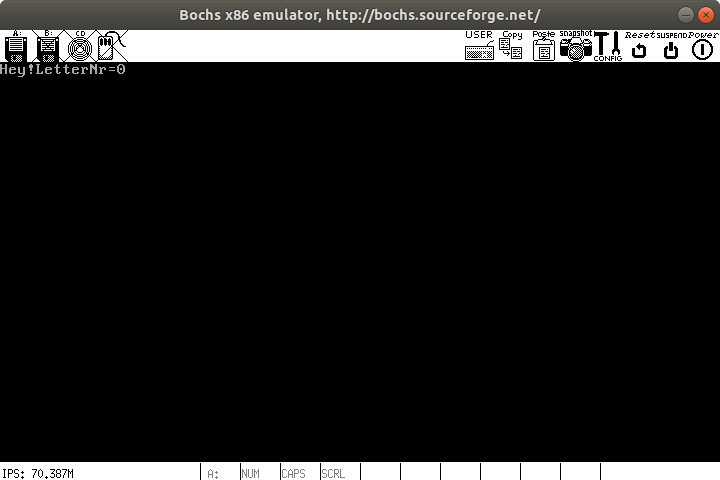 Bochs x86 emulator, http://bochs.sourceforge.net/
A: B: CD USER Copy Poste snapshot CONFIG Reset SUSPEND Power
Hey!LetterNr=0
IPS: 70.387M A: NUM CAPS SCRL